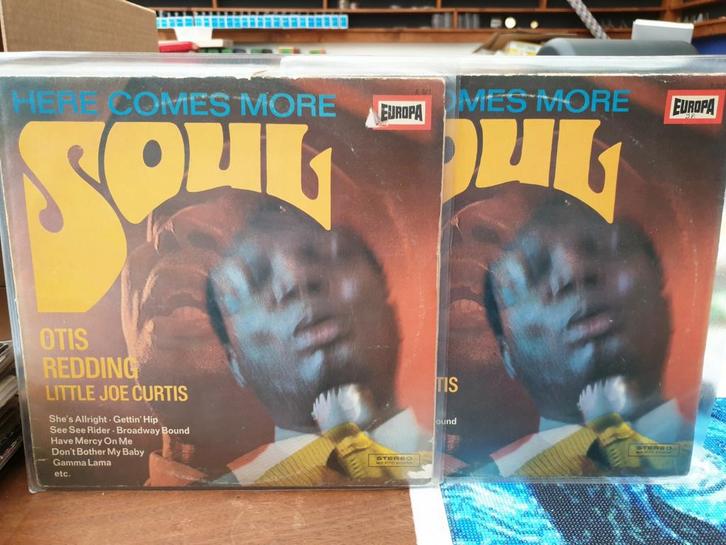 HERE COMES MORE
EUROPA
SOUL
OTIS
REDDING
LITTLE JOE CURTIS
She's Allright · Gettin' Hip
See See Rider · Broadway Bound
Have Mercy On Me
Don't Bother My Baby
Gamma Lama
etc.
STEREO
OMES MORE
EUROPA
OUL
TIS
ound
STEREO